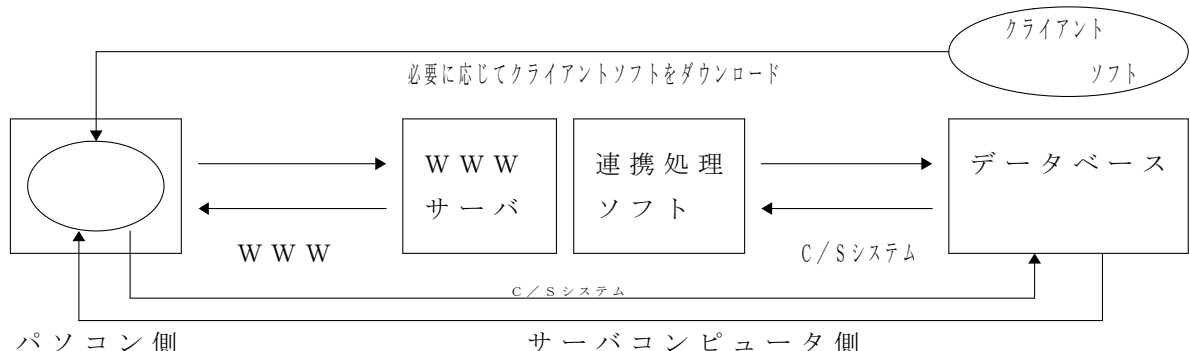 クライアント
ソフト
必要に応じてクライアントソフトをダウンロード
WWW
サーバ
連携処理
ソフト
データベース
WWW
C/Sシステム
C/Sシステム
パソコン側
サーバコンピュータ側